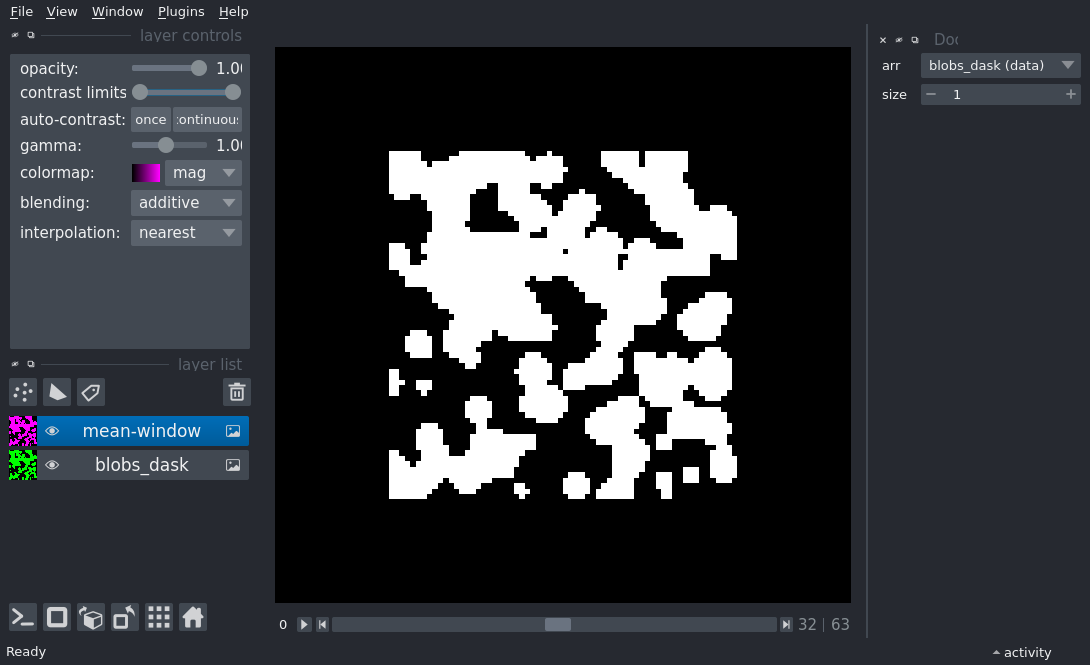 File View Window Plugins Help
layer controls
opacity: 1.00
contrast limits
auto-contrast: once continuous
gamma: 1.00
colormap: mag
blending: additive
interpolation: nearest
layer list
mean-window
blobs_dask
0 32 | 63
Ready
Doc
arr blobs_dask (data)
size 1
activity